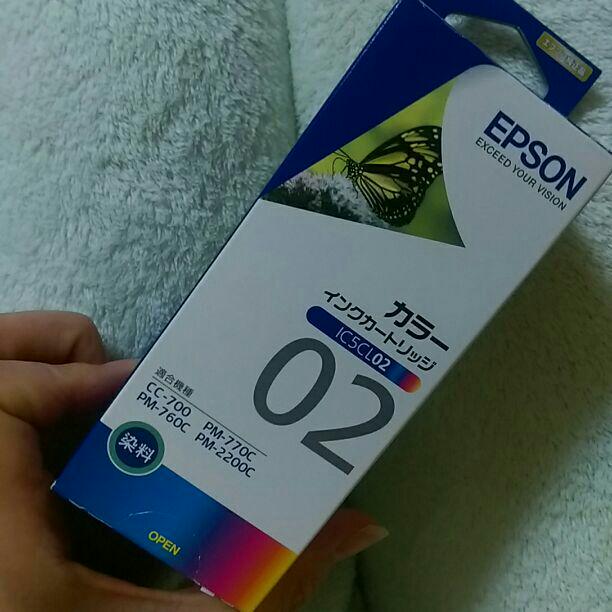 EPSON
EXCEED YOUR VISION
カラー
インクカートリッジ
IC5CL02
02
適合機種
CC-700 PM-770C
PM-760C PM-2200C
染料
OPEN